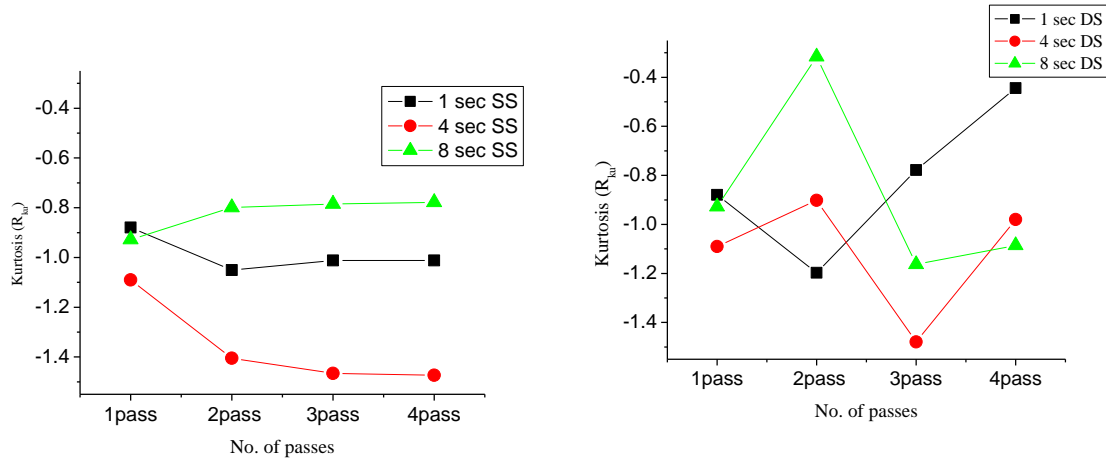 1 sec SS
4 sec SS
8 sec SS
-0.4
-0.6
-0.8
-1.0
-1.2
-1.4
Kurtosis (Rku)
1pass 2pass 3pass 4pass
No. of passes
1 sec DS
4 sec DS
8 sec DS
-0.4
-0.6
-0.8
-1.0
-1.2
-1.4
Kurtosis (Rku)
1pass 2pass 3pass 4pass
No. of passes